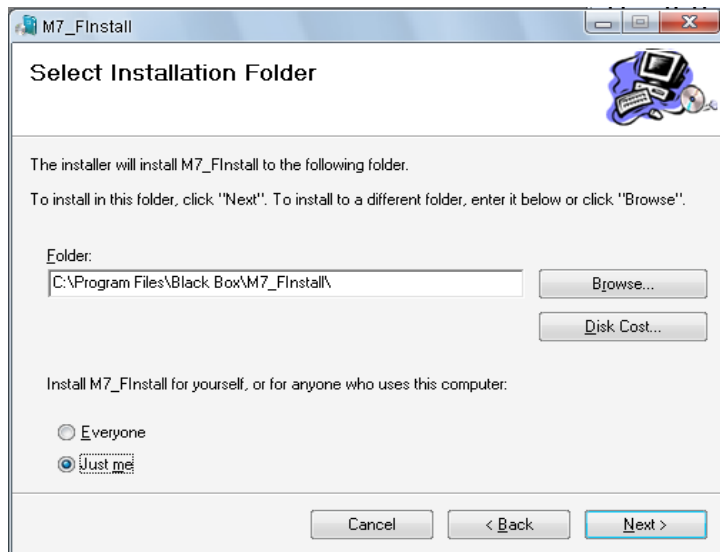 M7_FInstall
Select Installation Folder
The installer will install M7_FInstall to the following folder.
To install in this folder, click "Next". To install to a different folder, enter it below or click "Browse".
Folder:
C:\Program Files\Black Box\M7_FInstall\
Browse...
Disk Cost...
Install M7_FInstall for yourself, or for anyone who uses this computer:
Everyone
Just me
Cancel
< Back
Next >